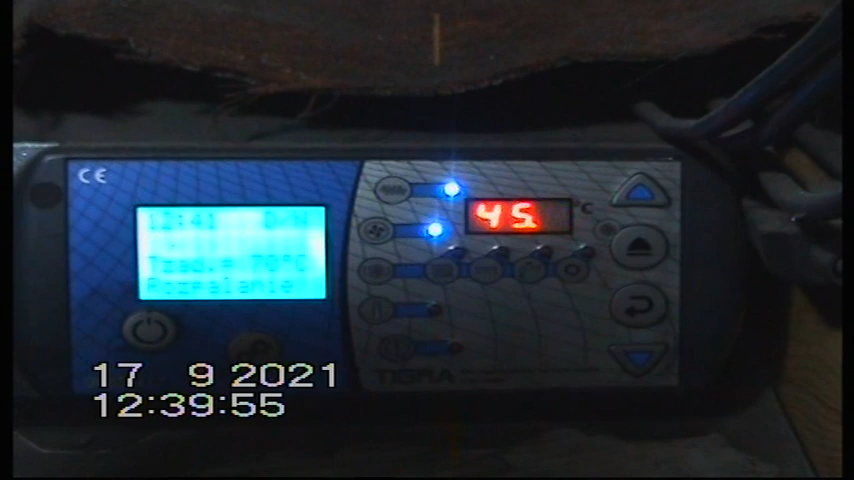 CE
12:41
45.
°C
Tzad.= 70°C
Rozpalanie
TIGRA
17 9 2021
12:39:55